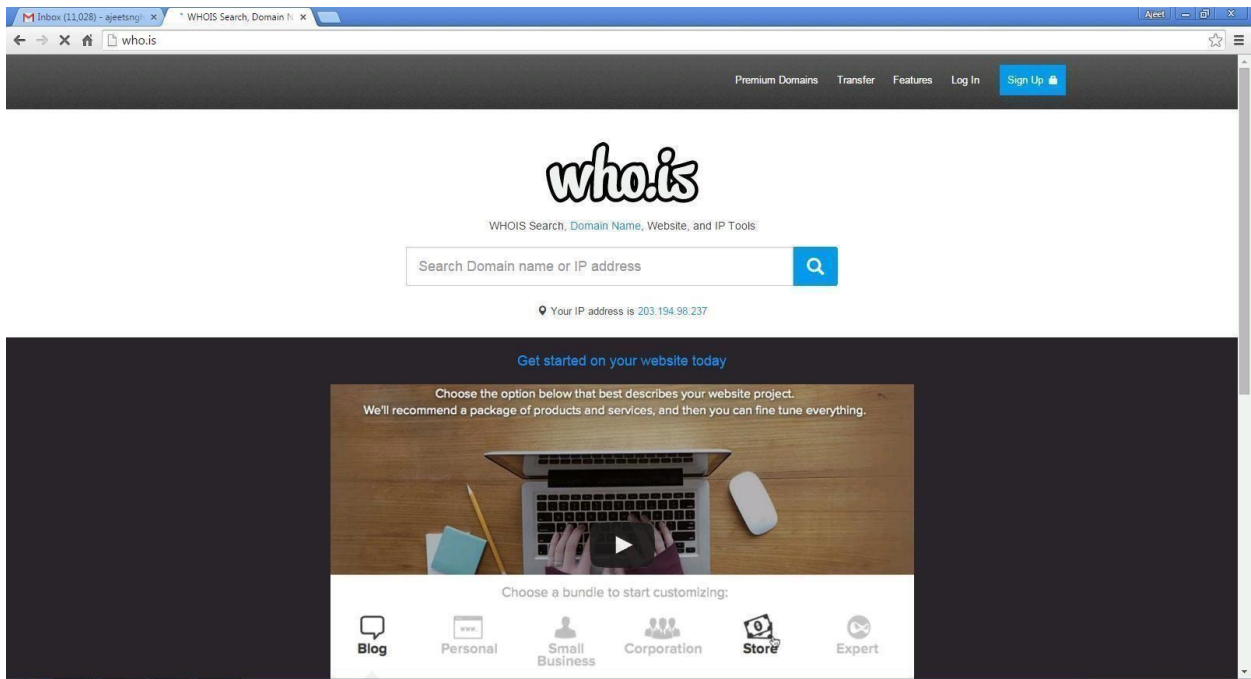 Inbox (11,028) - ajeetsngh
WHOIS Search, Domain N
Ajeet
who.is
Premium Domains Transfer Features Log In Sign Up
who.is
WHOIS Search, Domain Name, Website, and IP Tools
Search Domain name or IP address
Your IP address is 203.194.98.237
Get started on your website today
Choose the option below that best describes your website project.
We'll recommend a package of products and services, and then you can fine tune everything.
Choose a bundle to start customizing:
www.
Blog Personal Small Business Corporation Store Expert